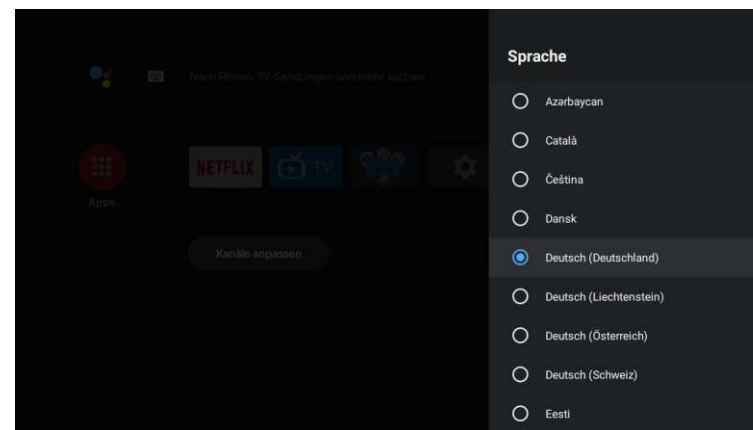 Nach Filmen, TV-Sendungen und mehr suchen
NETFLIX
TV
Apps
Kanäle anpassen
Sprache
Azərbaycan
Català
Čeština
Dansk
Deutsch (Deutschland)
Deutsch (Liechtenstein)
Deutsch (Österreich)
Deutsch (Schweiz)
Eesti